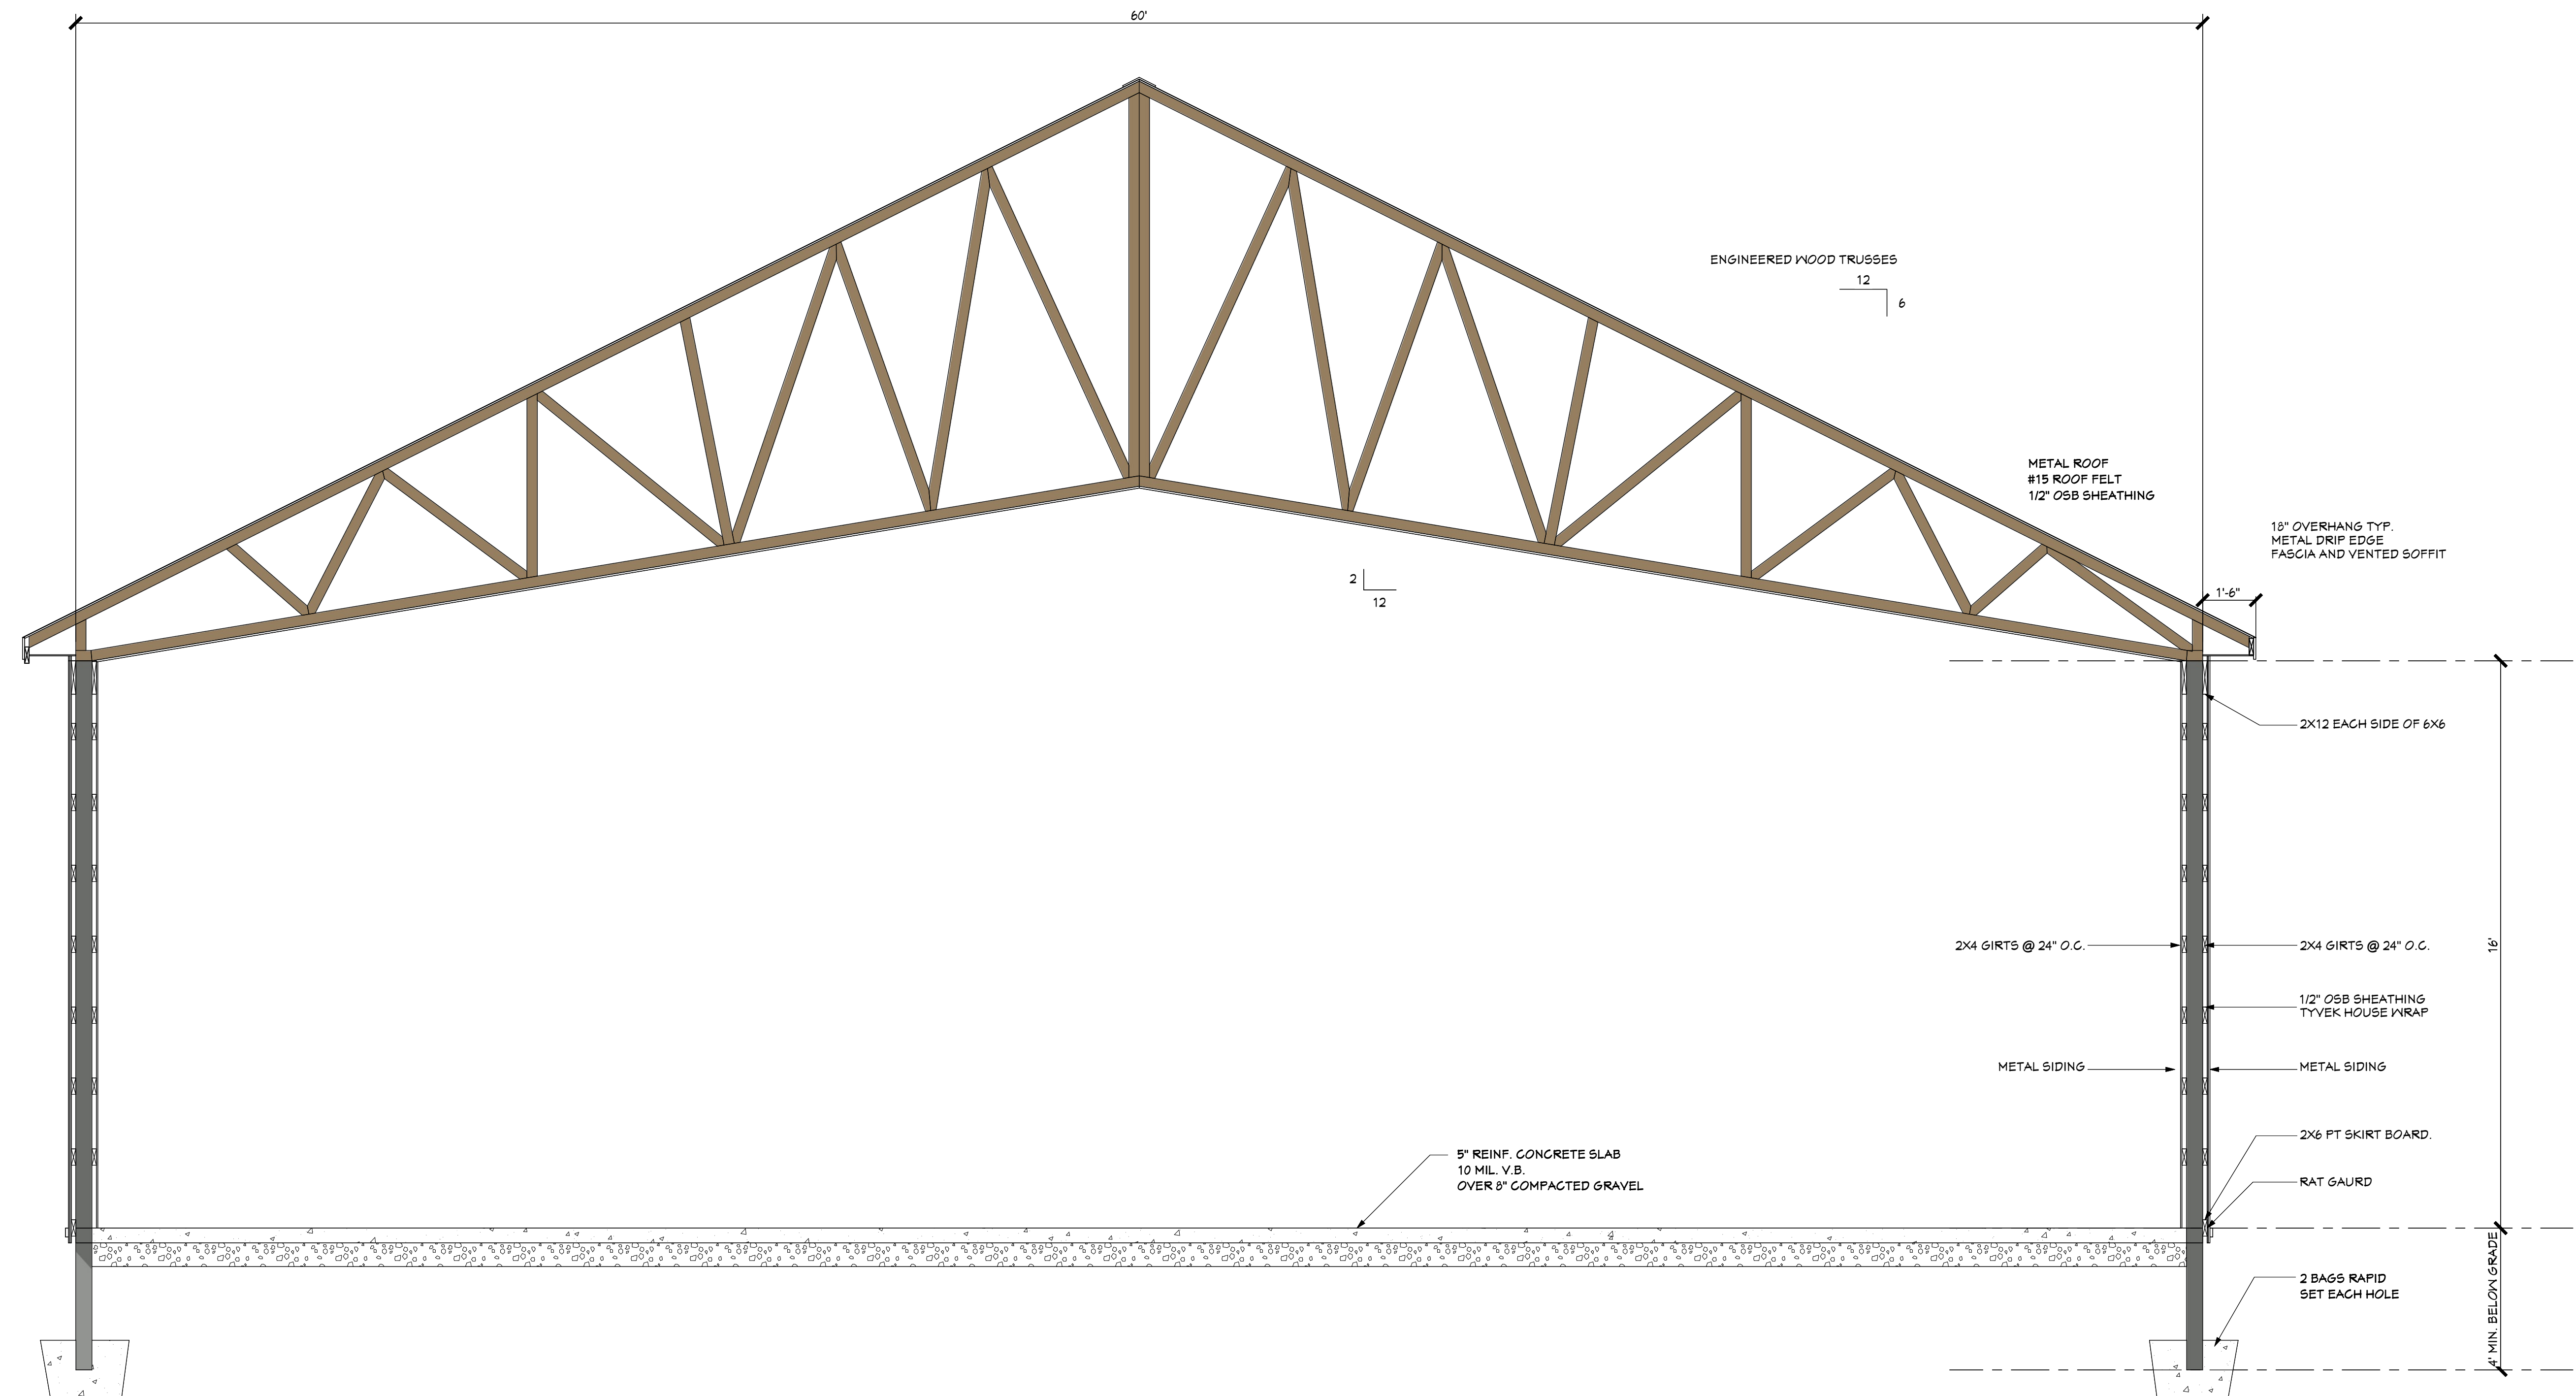 60'
ENGINEERED WOOD TRUSSES
12
6
METAL ROOF
#15 ROOF FELT
1/2" OSB SHEATHING
18" OVERHANG TYP.
METAL DRIP EDGE
FASCIA AND VENTED SOFFIT
2
12
1'-6"
2X12 EACH SIDE OF 6X6
2X4 GIRTS @ 24" O.C.
2X4 GIRTS @ 24" O.C.
16'
1/2" OSB SHEATHING
TYVEK HOUSE WRAP
METAL SIDING
METAL SIDING
2X6 PT SKIRT BOARD.
5" REINF. CONCRETE SLAB
10 MIL. V.B.
OVER 8" COMPACTED GRAVEL
RAT GAURD
2 BAGS RAPID
SET EACH HOLE
4' MIN. BELOW GRADE